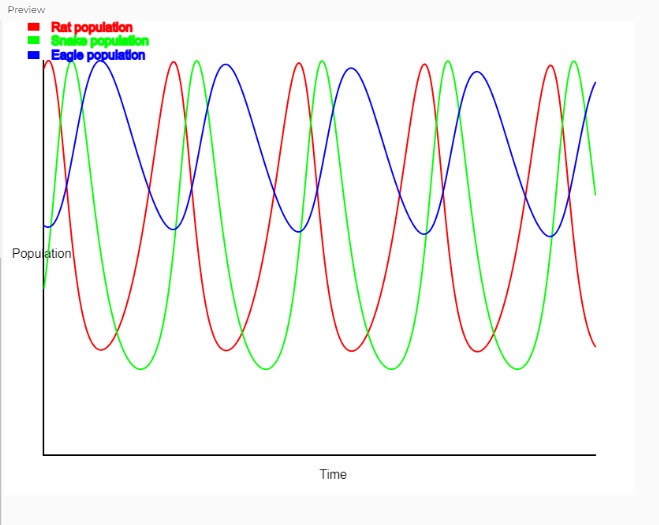 Preview
Rat population
Snake population
Eagle population
Population
Time